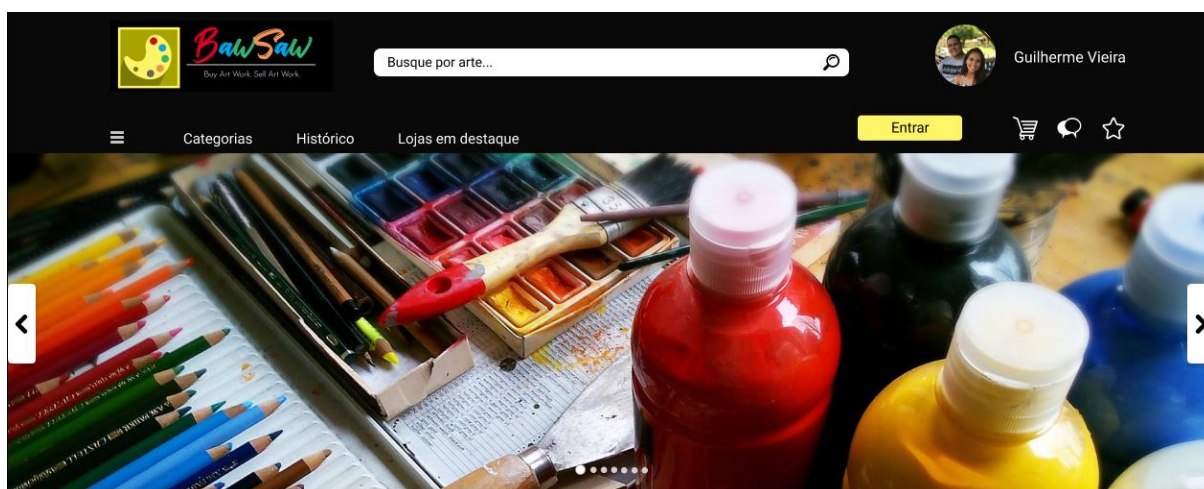 BawSaw
Buy Art Work. Sell Art Work.
Busque por arte...
Guilherme Vieira
Categorias
Histórico
Lojas em destaque
Entrar